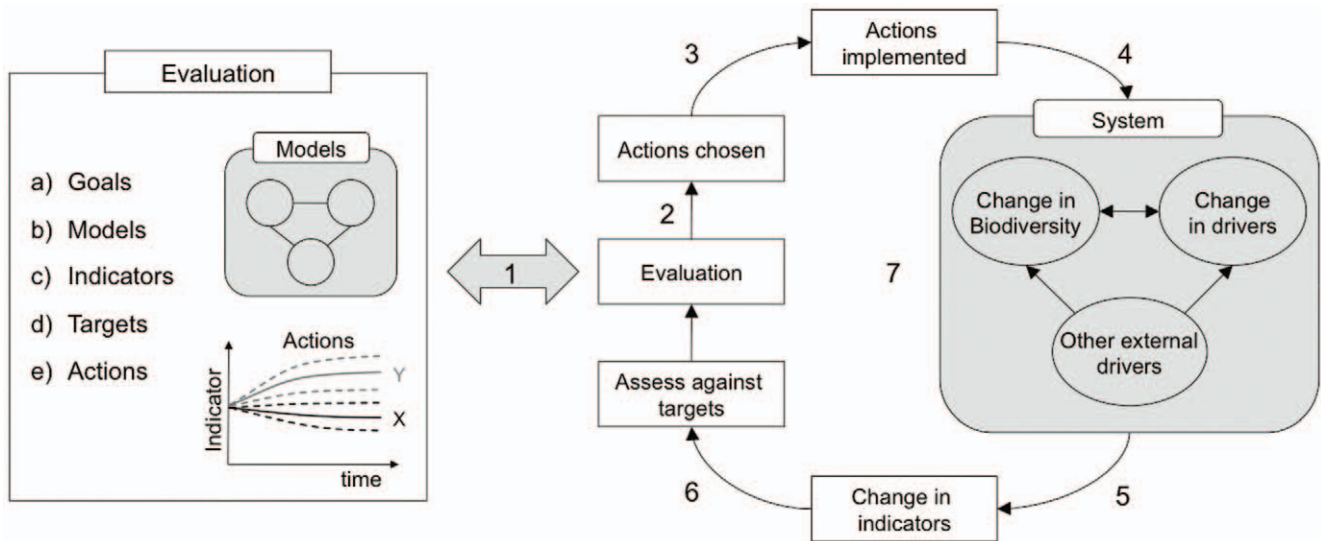 Evaluation
a) Goals
b) Models
c) Indicators
d) Targets
e) Actions
Models
Actions
Indicator
Y
X
time
1
2
3
4
5
6
7
Actions
implemented
Actions chosen
Evaluation
Assess against
targets
Change in
indicators
System
Change in
Biodiversity
Change
in drivers
Other external
drivers